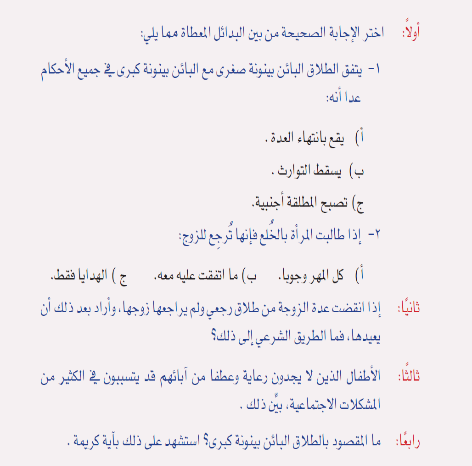 أولاً: اختر الإجابة الصحيحة من بين البدائل المعطاة مما يلي:
١- يتفق الطلاق البائن بينونة صغرى مع البائن بينونة كبرى في جميع الأحكام
عدا أنه:
أ) يقع بانتهاء العدة .
ب) يسقط التوارث .
ج) تصبح المطلقة أجنبية.
٢- إذا طالبت المرأة بالخُلع فإنها تُرجِع للزوج:
أ) كل المهر وجوبا. ب) ما اتفقت عليه معه. ج ) الهدايا فقط.
ثانيًا: إذا انقضت عدة الزوجة من طلاق رجعي ولم يراجعها زوجها، وأراد بعد ذلك أن
يعيدها، فما الطريق الشرعي إلى ذلك؟
ثالثًا: الأطفال الذين لا يجدون رعاية وعطفا من آبائهم قد يتسببون في الكثير من
المشكلات الاجتماعية، بيِّن ذلك .
رابعًا: ما المقصود بالطلاق البائن بينونة كبرى؟ استشهد على ذلك بآية كريمة .